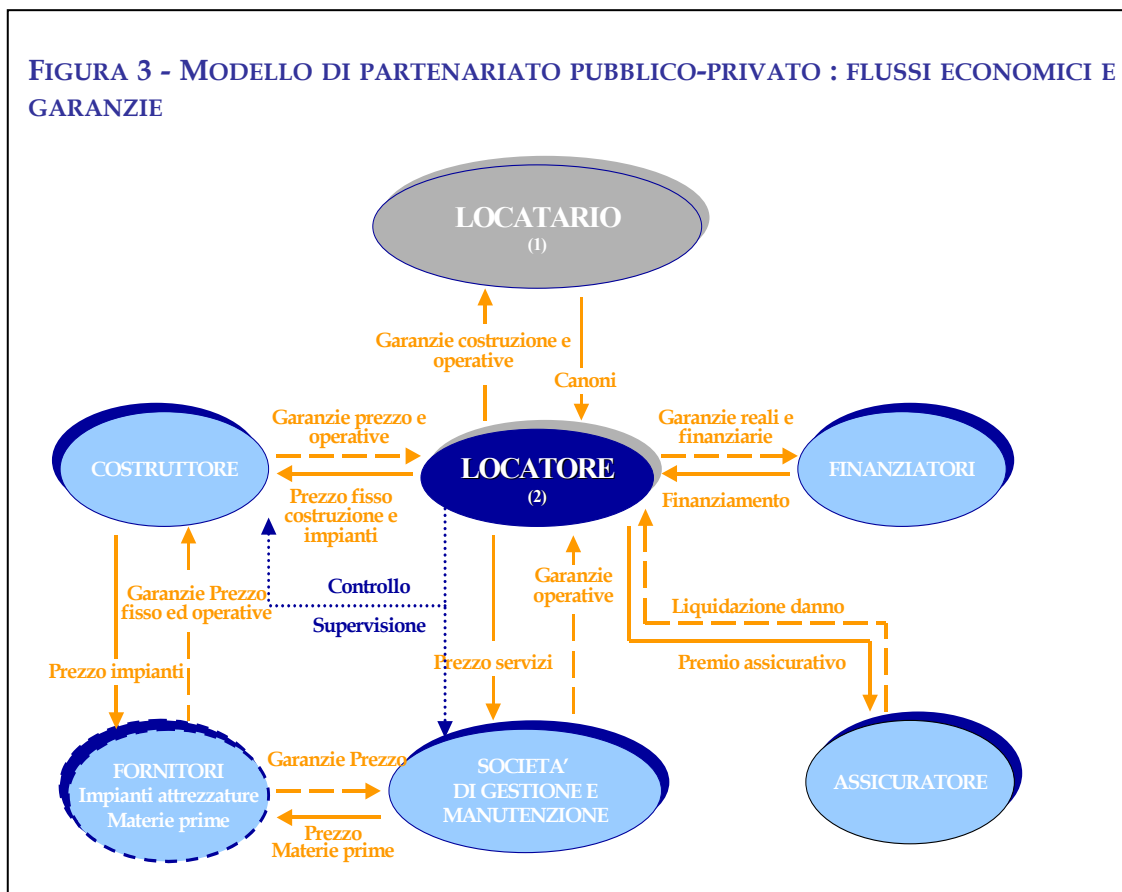 FIGURA 3 - MODELLO DI PARTENARIATO PUBBLICO-PRIVATO : FLUSSI ECONOMICI E
GARANZIE
LOCATARIO
(1)
Garanzie costruzione e
operative
Canoni
Garanzie prezzo e
operative
Garanzie reali e
finanziarie
COSTRUTTORE
LOCATORE
(2)
FINANZIATORI
Prezzo fisso
costruzione e
impianti
Finanziamento
Garanzie Prezzo
fisso ed operative
Controllo
Supervisione
Garanzie
operative
Liquidazione danno
Prezzo impianti
Prezzo servizi
Premio assicurativo
FORNITORI
Impianti attrezzature
Materie prime
Garanzie Prezzo
Prezzo
Materie prime
SOCIETA’
DI GESTIONE E
MANUTENZIONE
ASSICURATORE